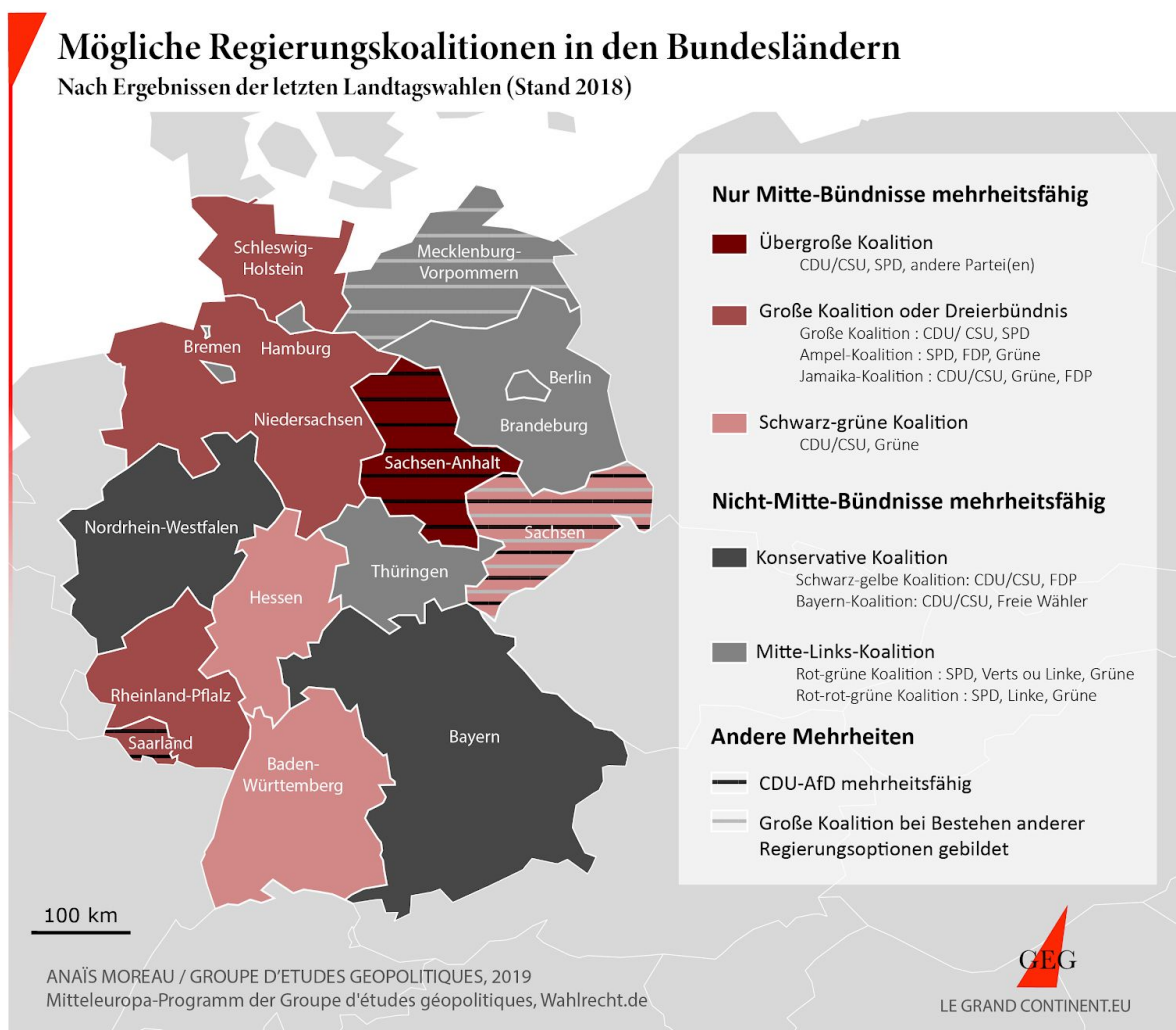 Mögliche Regierungskoalitionen in den Bundesländern
Nach Ergebnissen der letzten Landtagswahlen (Stand 2018)
Schleswig-
Holstein
Mecklenburg-
Vorpommern
Bremen
Hamburg
Berlin
Niedersachsen
Brandeburg
Sachsen-Anhalt
Nordrhein-Westfalen
Sachsen
Thüringen
Hessen
Rheinland-Pflalz
Saarland
Bayern
Baden-
Württemberg
Nur Mitte-Bündnisse mehrheitsfähig
Übergroße Koalition
CDU/CSU, SPD, andere Partei(en)
Große Koalition oder Dreierbündnis
Große Koalition : CDU/ CSU, SPD
Ampel-Koalition : SPD, FDP, Grüne
Jamaika-Koalition : CDU/CSU, Grüne, FDP
Schwarz-grüne Koalition
CDU/CSU, Grüne
Nicht-Mitte-Bündnisse mehrheitsfähig
Konservative Koalition
Schwarz-gelbe Koalition: CDU/CSU, FDP
Bayern-Koalition: CDU/CSU, Freie Wähler
Mitte-Links-Koalition
Rot-grüne Koalition : SPD, Verts ou Linke, Grüne
Rot-rot-grüne Koalition : SPD, Linke, Grüne
Andere Mehrheiten
CDU-AfD mehrheitsfähig
Große Koalition bei Bestehen anderer
Regierungsoptionen gebildet
100 km
ANAÏS MOREAU / GROUPE D'ETUDES GEOPOLITIQUES, 2019
Mitteleuropa-Programm der Groupe d'études géopolitiques, Wahlrecht.de
GEG
LE GRAND CONTINENT.EU